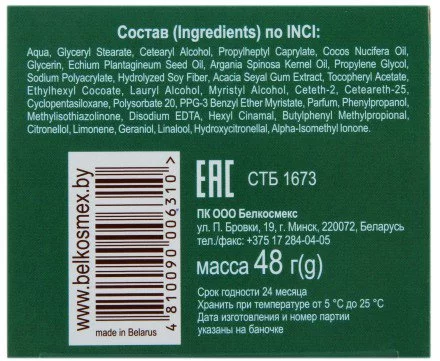 Состав (Ingredients) по INCI:
Aqua, Glyceryl Stearate, Cetearyl Alcohol, Propylheptyl Caprylate, Cocos Nucifera Oil,
Glycerin, Echium Plantagineum Seed Oil, Argania Spinosa Kernel Oil, Propylene Glycol,
Sodium Polyacrylate, Hydrolyzed Soy Fiber, Acacia Seyal Gum Extract, Tocopheryl Acetate,
Ethylhexyl Cocoate, Lauryl Alcohol, Myristyl Alcohol, Ceteth-2, Ceteareth-25,
Cyclopentasiloxane, Polysorbate 20, PPG-3 Benzyl Ether Myristate, Parfum, Phenylpropanol,
Methylisothiazolinone, Disodium EDTA, Hexyl Cinamal, Butylphenyl Methylpropional,
Citronellol, Limonene, Geraniol, Linalool, Hydroxycitronellal, Alpha-Isomethyl Ionone.
www.belkosmex.by
4 810090 006310 >
made in Belarus
EAC СТБ 1673
ПК ООО Белкосмекс
ул. П. Бровки, 19, г. Минск, 220072, Беларусь
тел./факс: +375 17 284-04-05
масса 48 г(g)
Срок годности 24 месяца
Хранить при температуре от 5 °C до 25 °C
Дата изготовления и номер партии
указаны на баночке